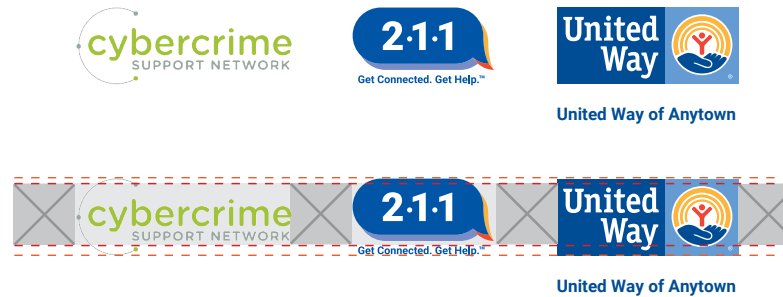 cybercrime
SUPPORT NETWORK
2·1·1
Get Connected. Get Help.™
United
Way
®
United Way of Anytown
cybercrime
SUPPORT NETWORK
2·1·1
Get Connected. Get Help.™
United
Way
®
United Way of Anytown